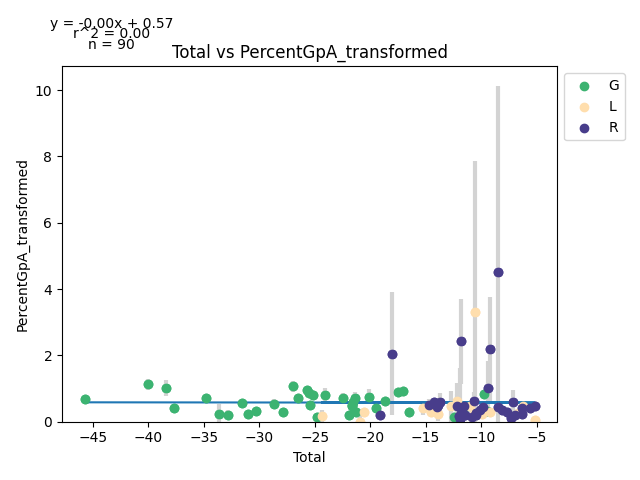 y = -0.00x + 0.57
r^2 = 0.00
n = 90
Total vs PercentGpA_transformed
PercentGpA_transformed
10
8
6
4
2
0
−45
−40
−35
−30
−25
−20
−15
−10
−5
Total
G
L
R